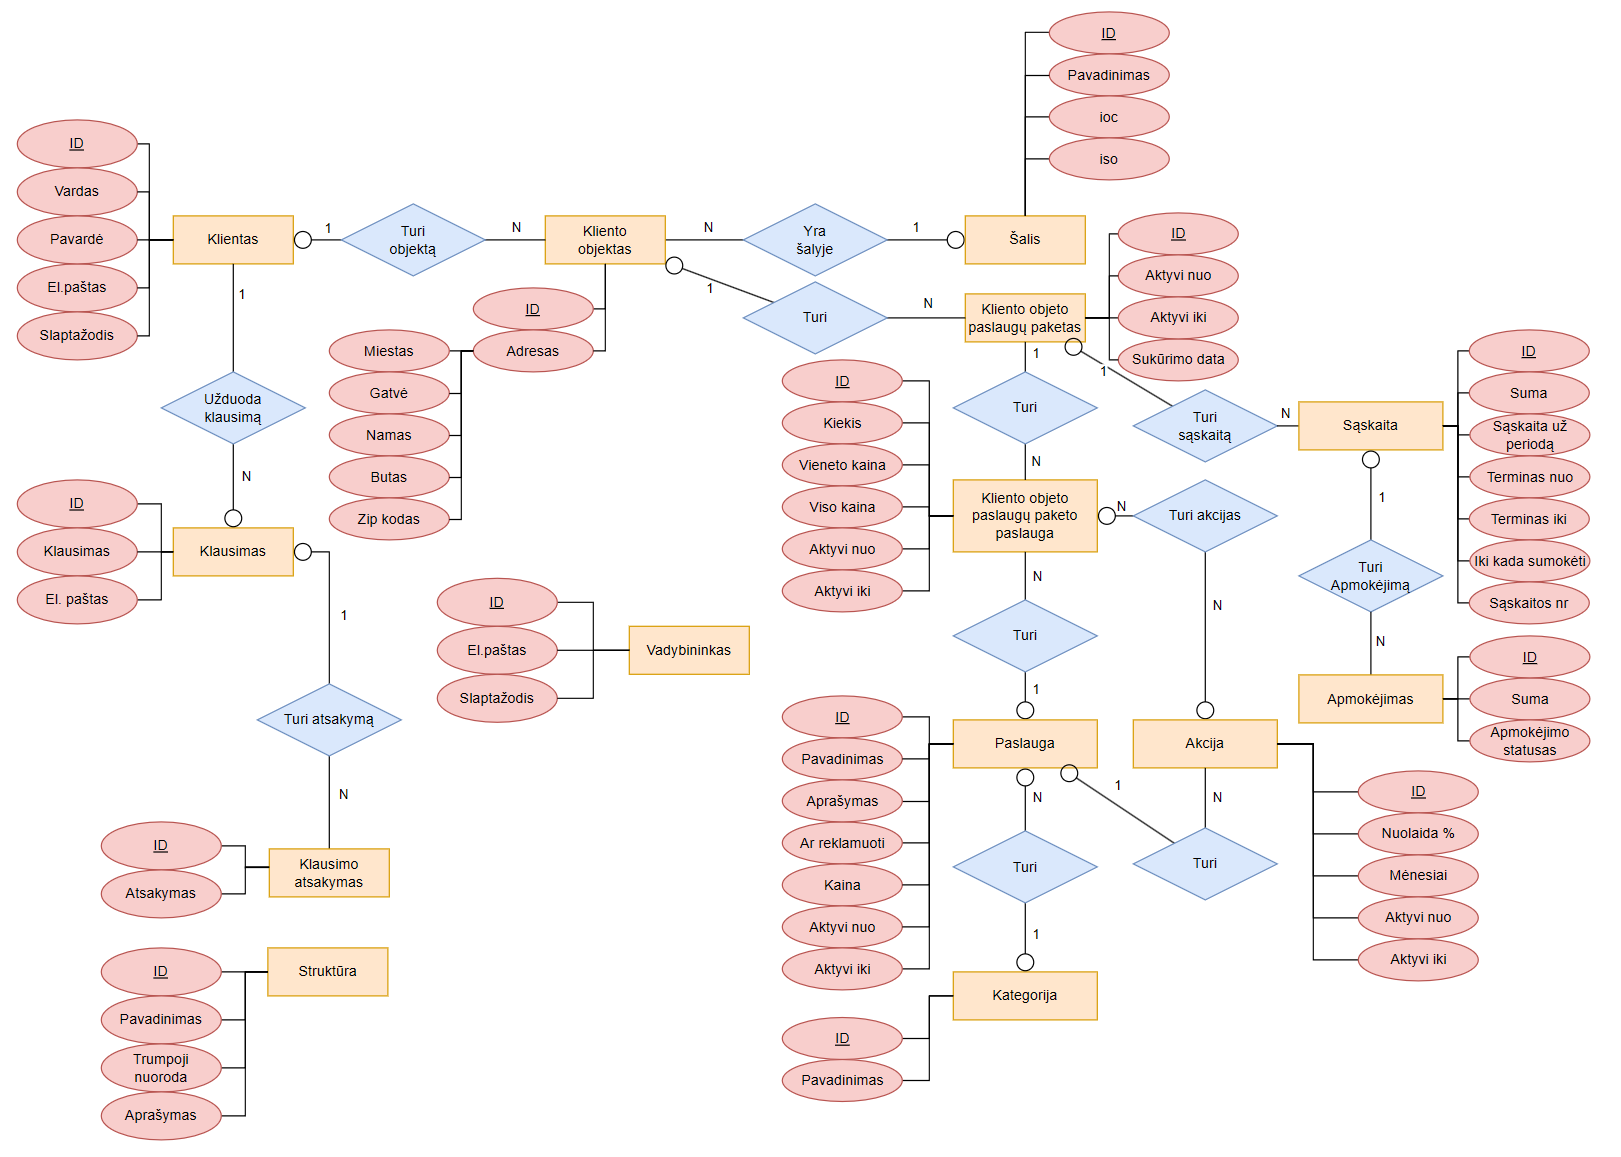 ID
Pavadinimas
ioc
iso
ID
Vardas
Pavardė
El.paštas
Slaptažodis
Klientas
1
Turi
objektą
N
Kliento
objektas
N
Yra
šalyje
1
Šalis
ID
Aktyvi nuo
Aktyvi iki
Sukūrimo data
1
Turi
N
Kliento objeto
paslaugų paketas
ID
Adresas
Miestas
Gatvė
Namas
Butas
Zip kodas
1
Užduoda
klausimą
N
1
Turi
N
1
Turi
sąskaitą
N
Sąskaita
ID
Suma
Sąskaita už
periodą
Terminas nuo
Terminas iki
Iki kada sumokėti
Sąskaitos nr
ID
Kiekis
Vieneto kaina
Viso kaina
Aktyvi nuo
Aktyvi iki
Kliento objeto
paslaugų paketo
paslauga
N
Turi akcijas
N
1
Turi
Apmokėjimą
N
ID
Klausimas
El. paštas
Klausimas
1
Turi atsakymą
N
ID
El.paštas
Slaptažodis
Vadybininkas
N
Turi
1
Apmokėjimas
ID
Suma
Apmokėjimo
statusas
ID
Pavadinimas
Aprašymas
Ar reklamuoti
Kaina
Aktyvi nuo
Aktyvi iki
Paslauga
Akcija
N
Turi
1
1
Turi
N
ID
Nuolaida %
Mėnesiai
Aktyvi nuo
Aktyvi iki
ID
Atsakymas
Klausimo
atsakymas
ID
Pavadinimas
Trumpoji
nuoroda
Aprašymas
Struktūra
Kategorija
ID
Pavadinimas